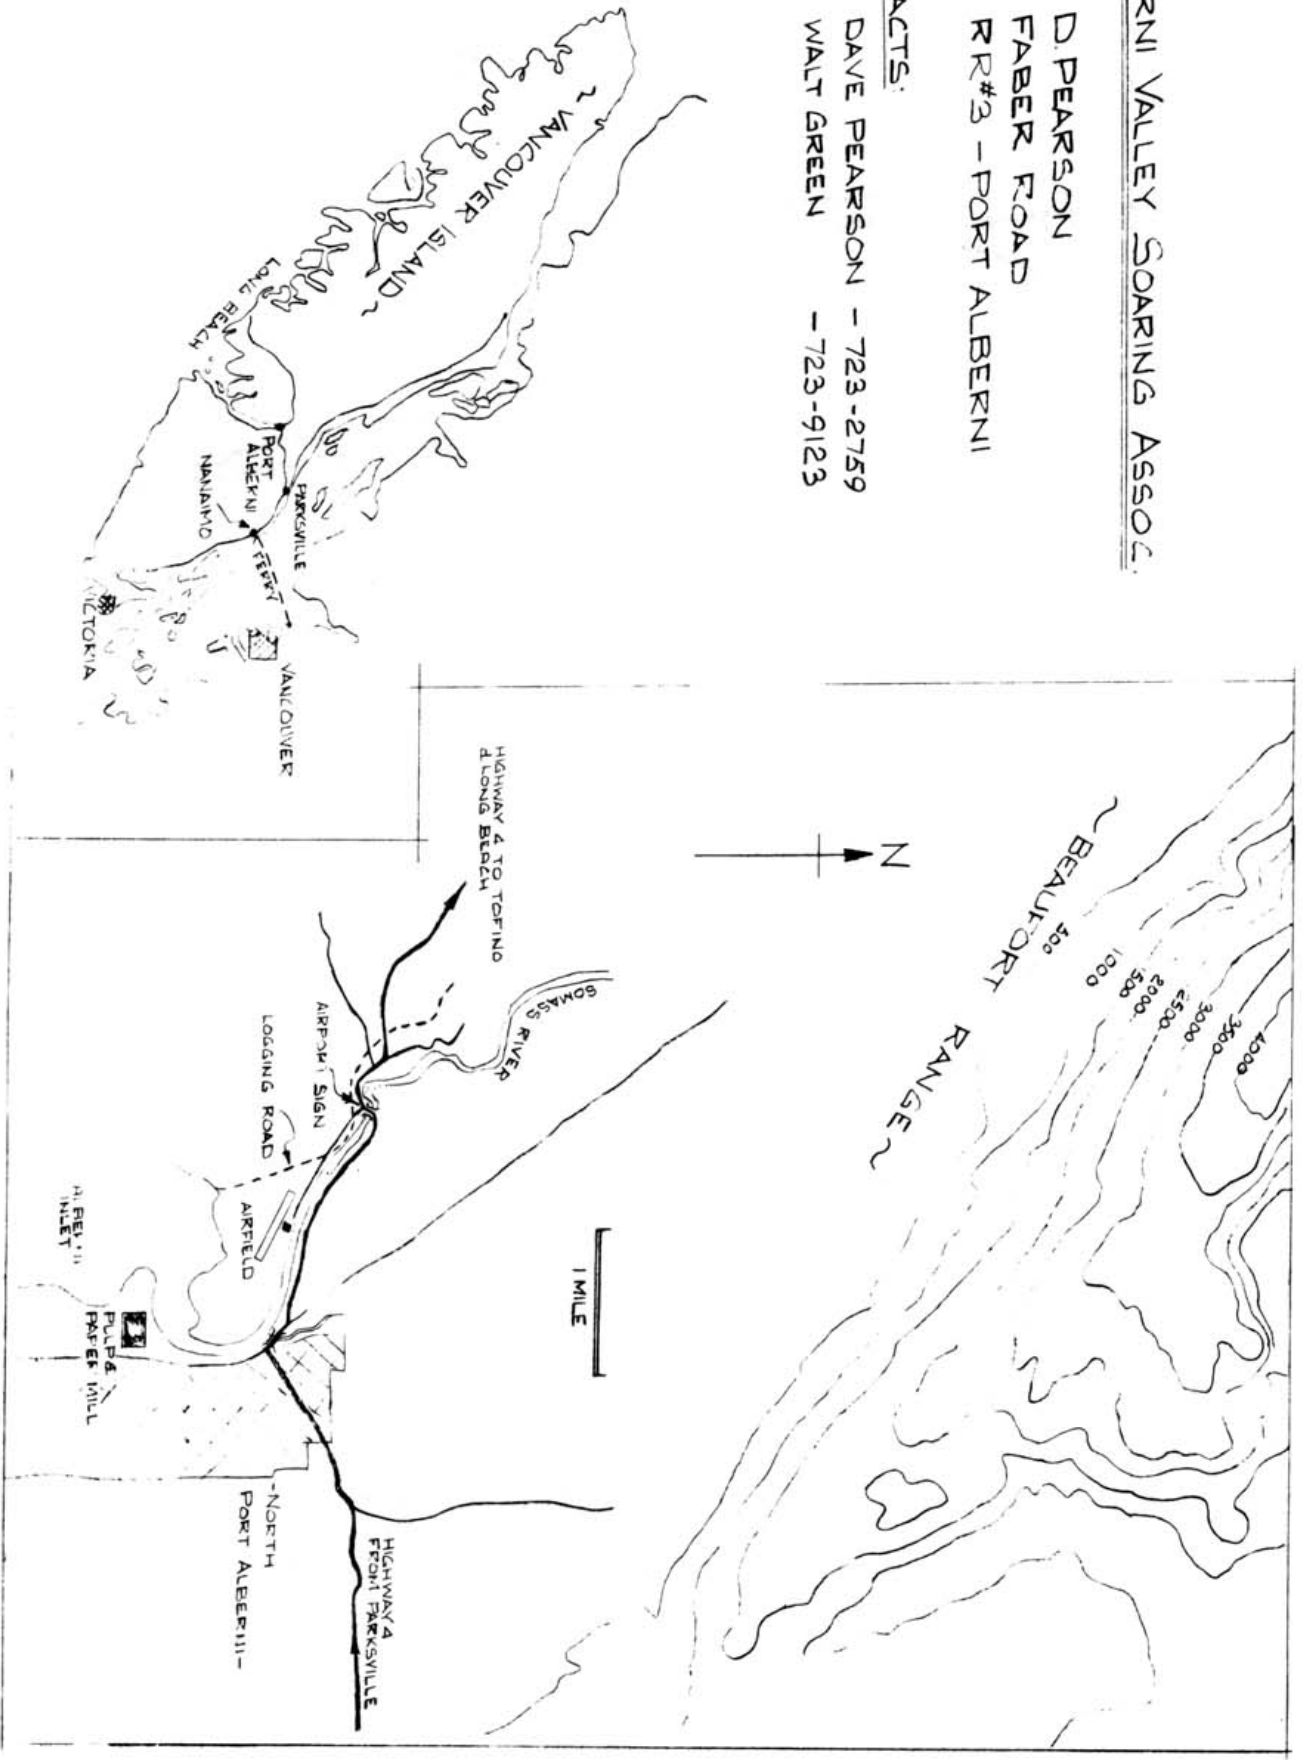 RNI VALLEY SOARING ASSOC.
D. PEARSON
FABER ROAD
RR#3 - PORT ALBERNI
ACTS:
DAVE PEARSON - 723-2759
WALT GREEN - 723-9123
~ VANCOUVER ISLAND ~
LONG BEACH
PORT
ALBERNI
PARKSVILLE
NANAIMO
FERRY
VANCOUVER
VICTORIA
N
~ BEAUFORT RANGE ~
500
1000
1500
2000
2500
3000
3500
4000
HIGHWAY 4 TO TOFINO
& LONG BEACH
SOMASS RIVER
AIRPORT SIGN
LOGGING ROAD
AIRFIELD
1 MILE
INLET
PULP &
PAPER MILL
-NORTH
PORT ALBERNI-
HIGHWAY 4
FROM PARKSVILLE